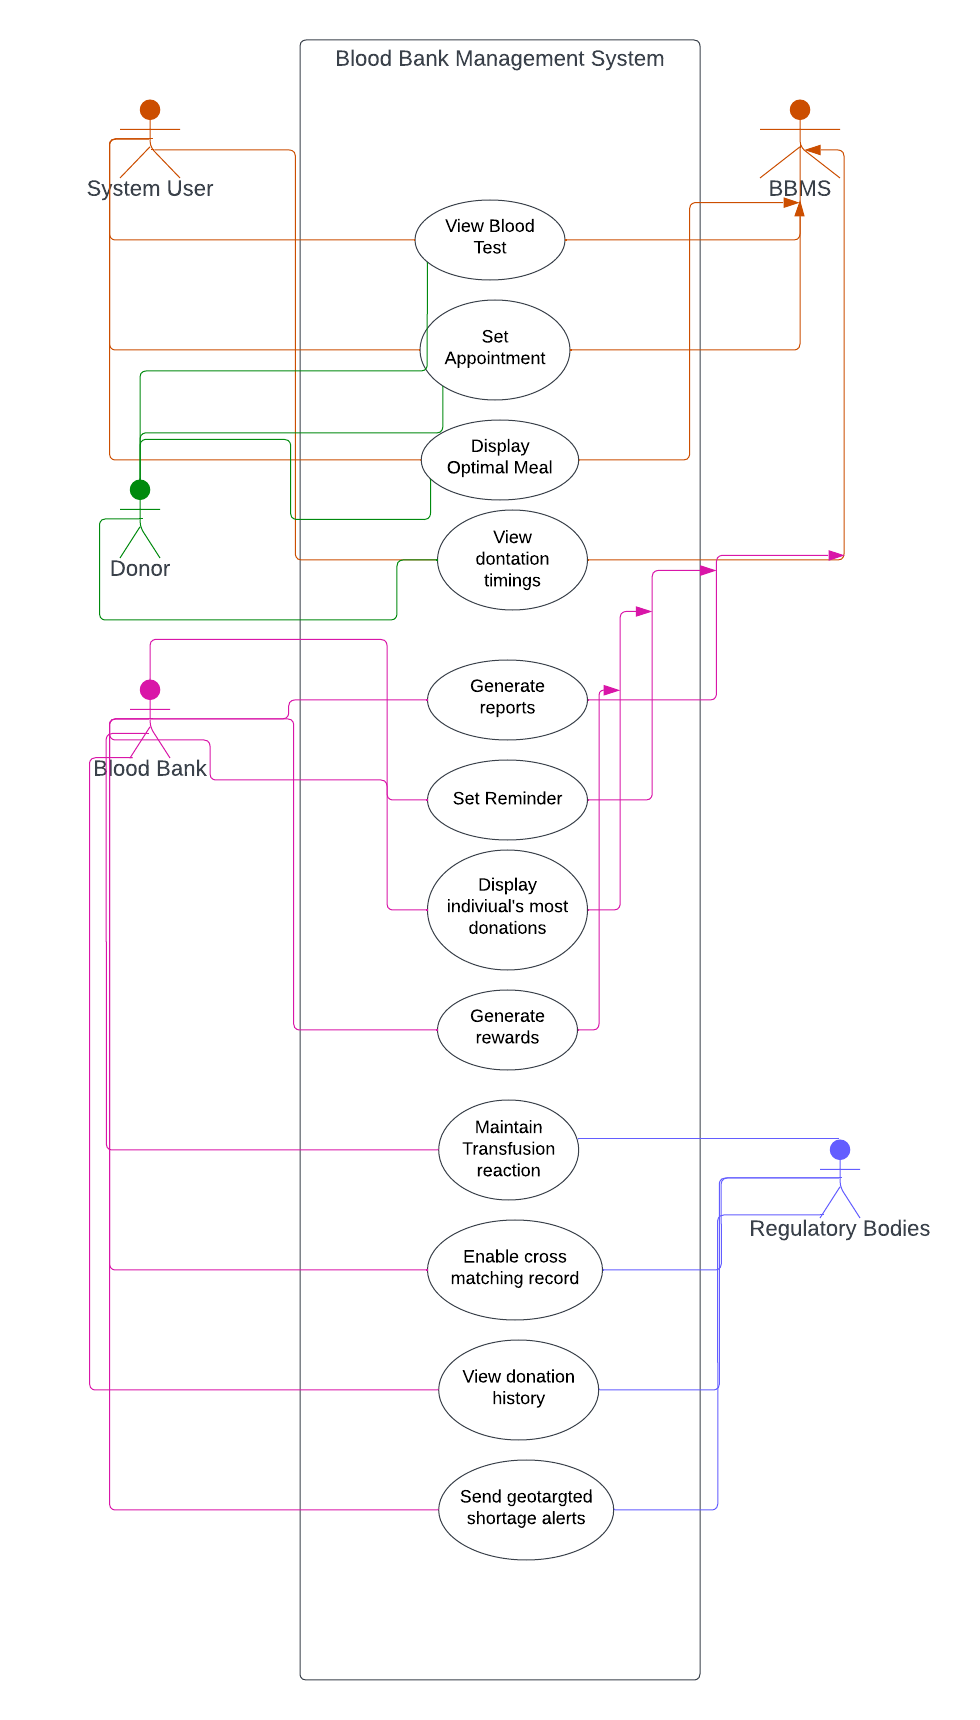 Blood Bank Management System
System User
BBMS
View Blood
Test
Set
Appointment
Display
Optimal Meal
View
dontation
timings
Donor
Generate
reports
Blood Bank
Set Reminder
Display
indiviual's most
donations
Generate
rewards
Maintain
Transfusion
reaction
Regulatory Bodies
Enable cross
matching record
View donation
history
Send geotargted
shortage alerts